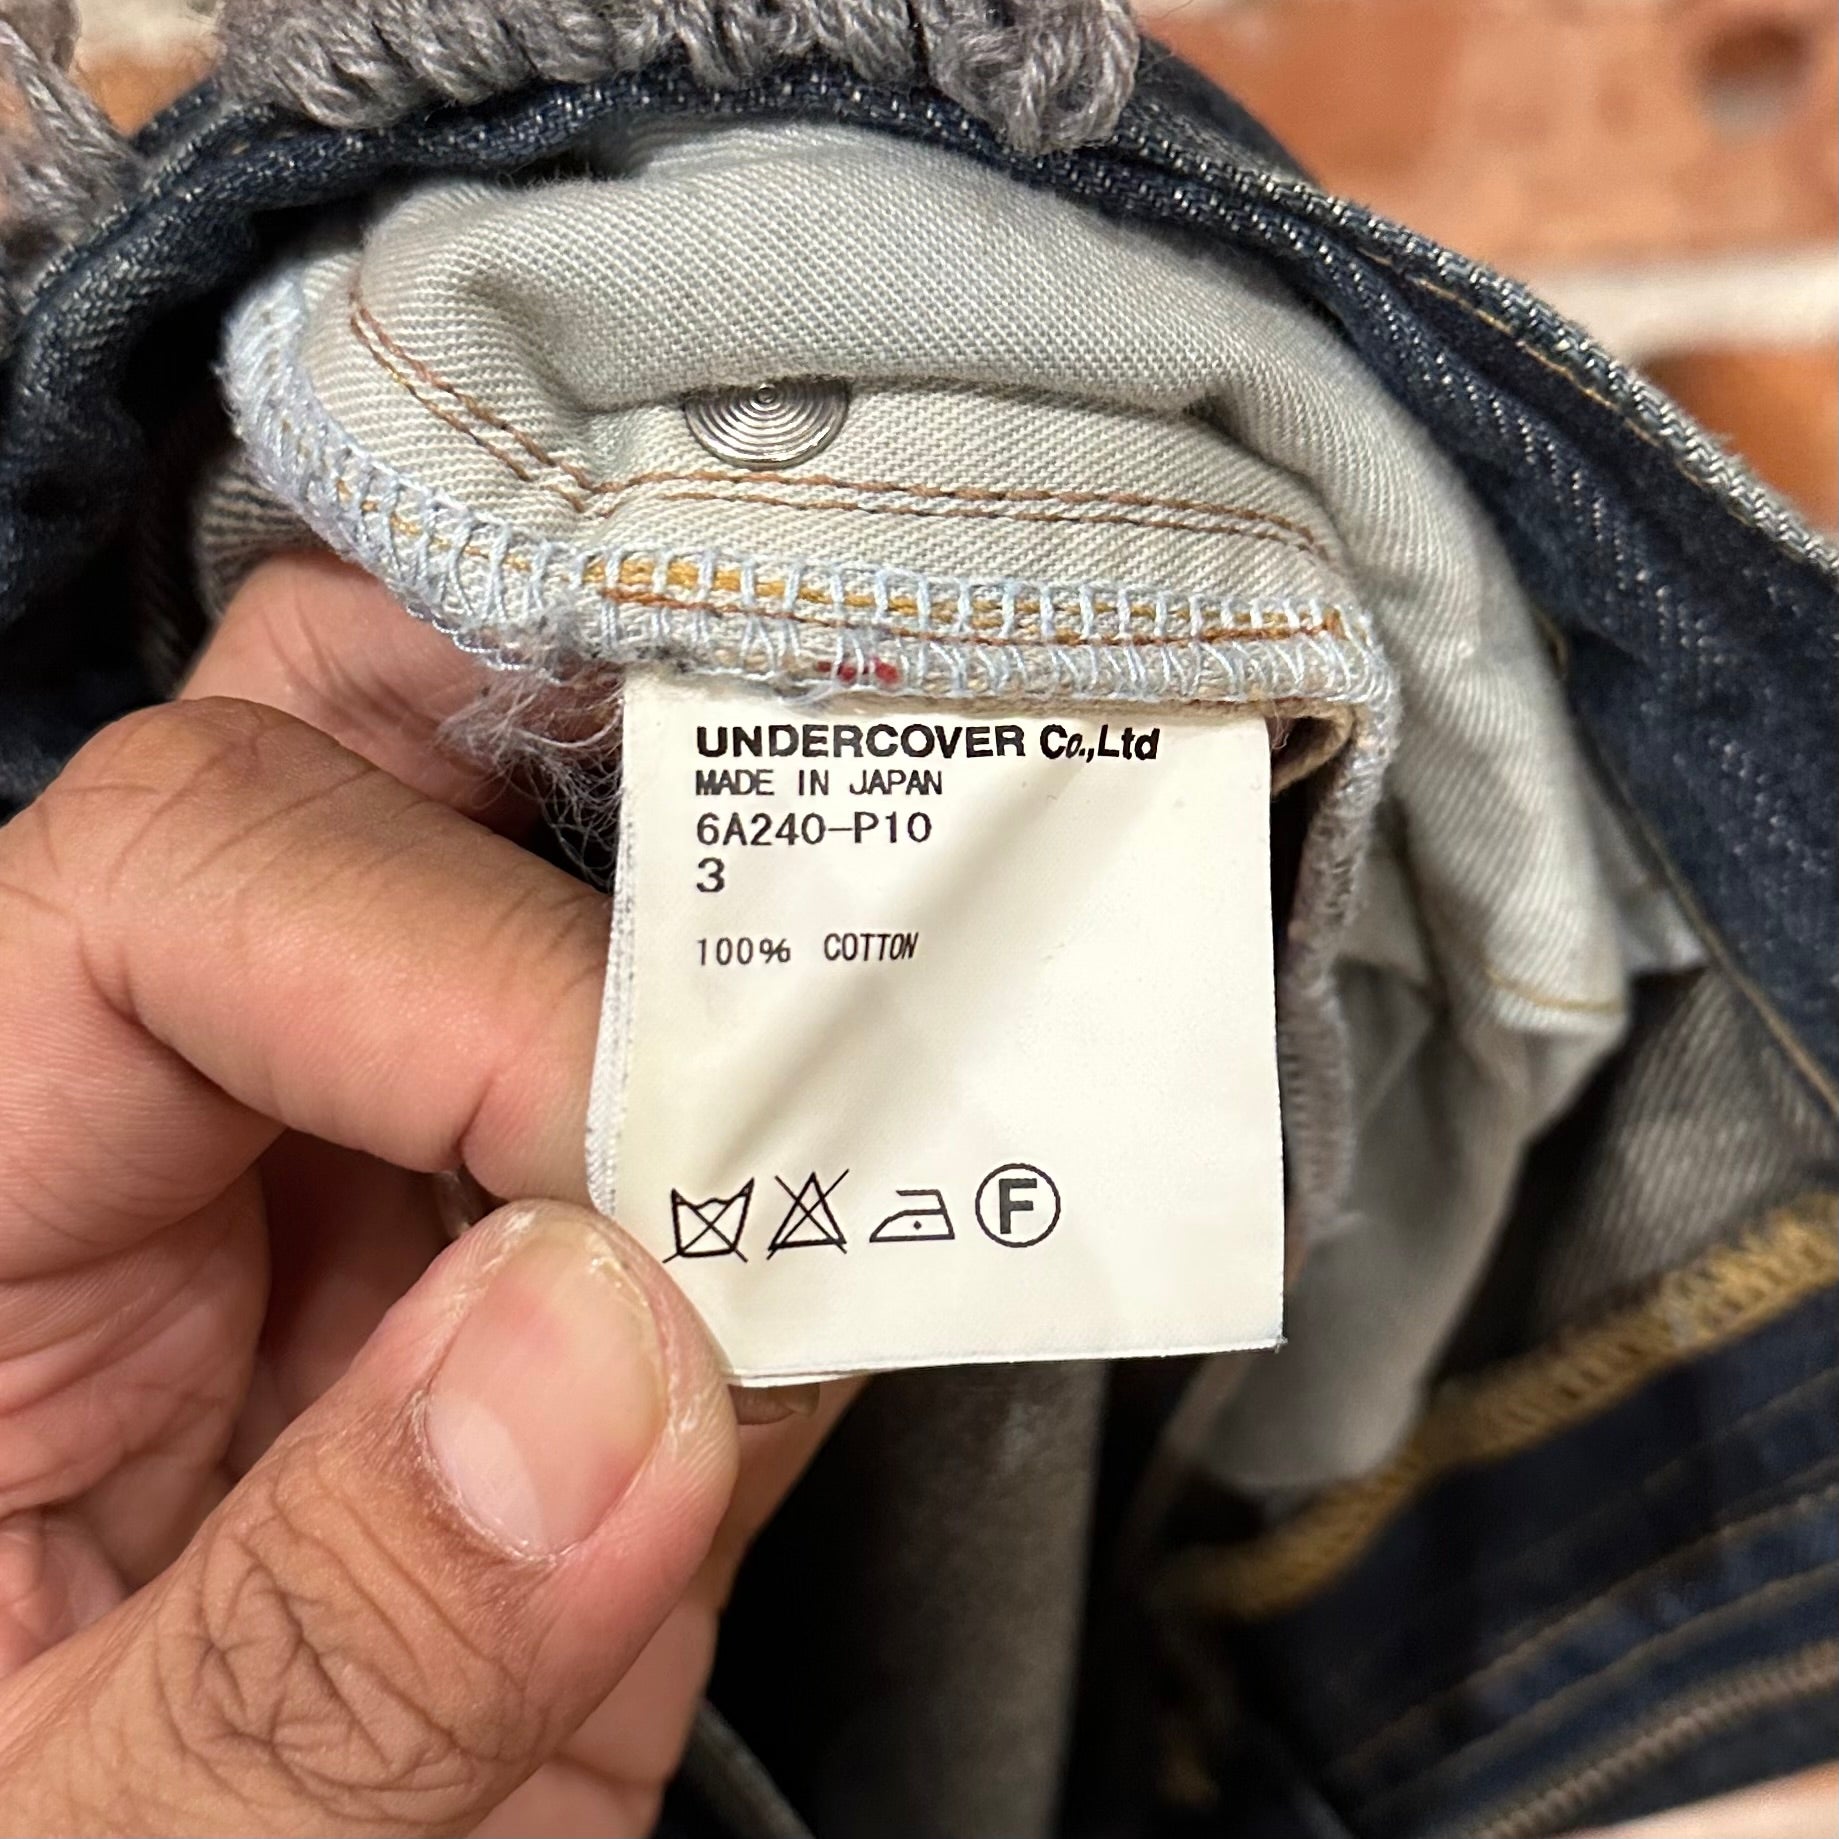 UNDERCOVER Co.,Ltd
MADE IN JAPAN
6A240-P10
3
100% COTTON
F